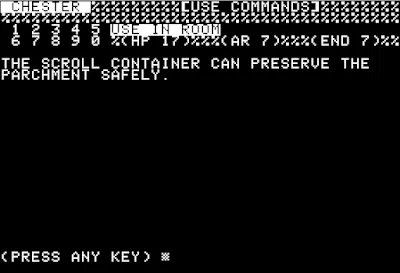 CHESTER [USE COMMANDS]
1 2 3 4 5 USE IN ROOM
6 7 8 9 0 %(HP 17)%%%(AR 7)%%%(END 7)%%
THE SCROLL CONTAINER CAN PRESERVE THE
PARCHMENT SAFELY.
(PRESS ANY KEY)